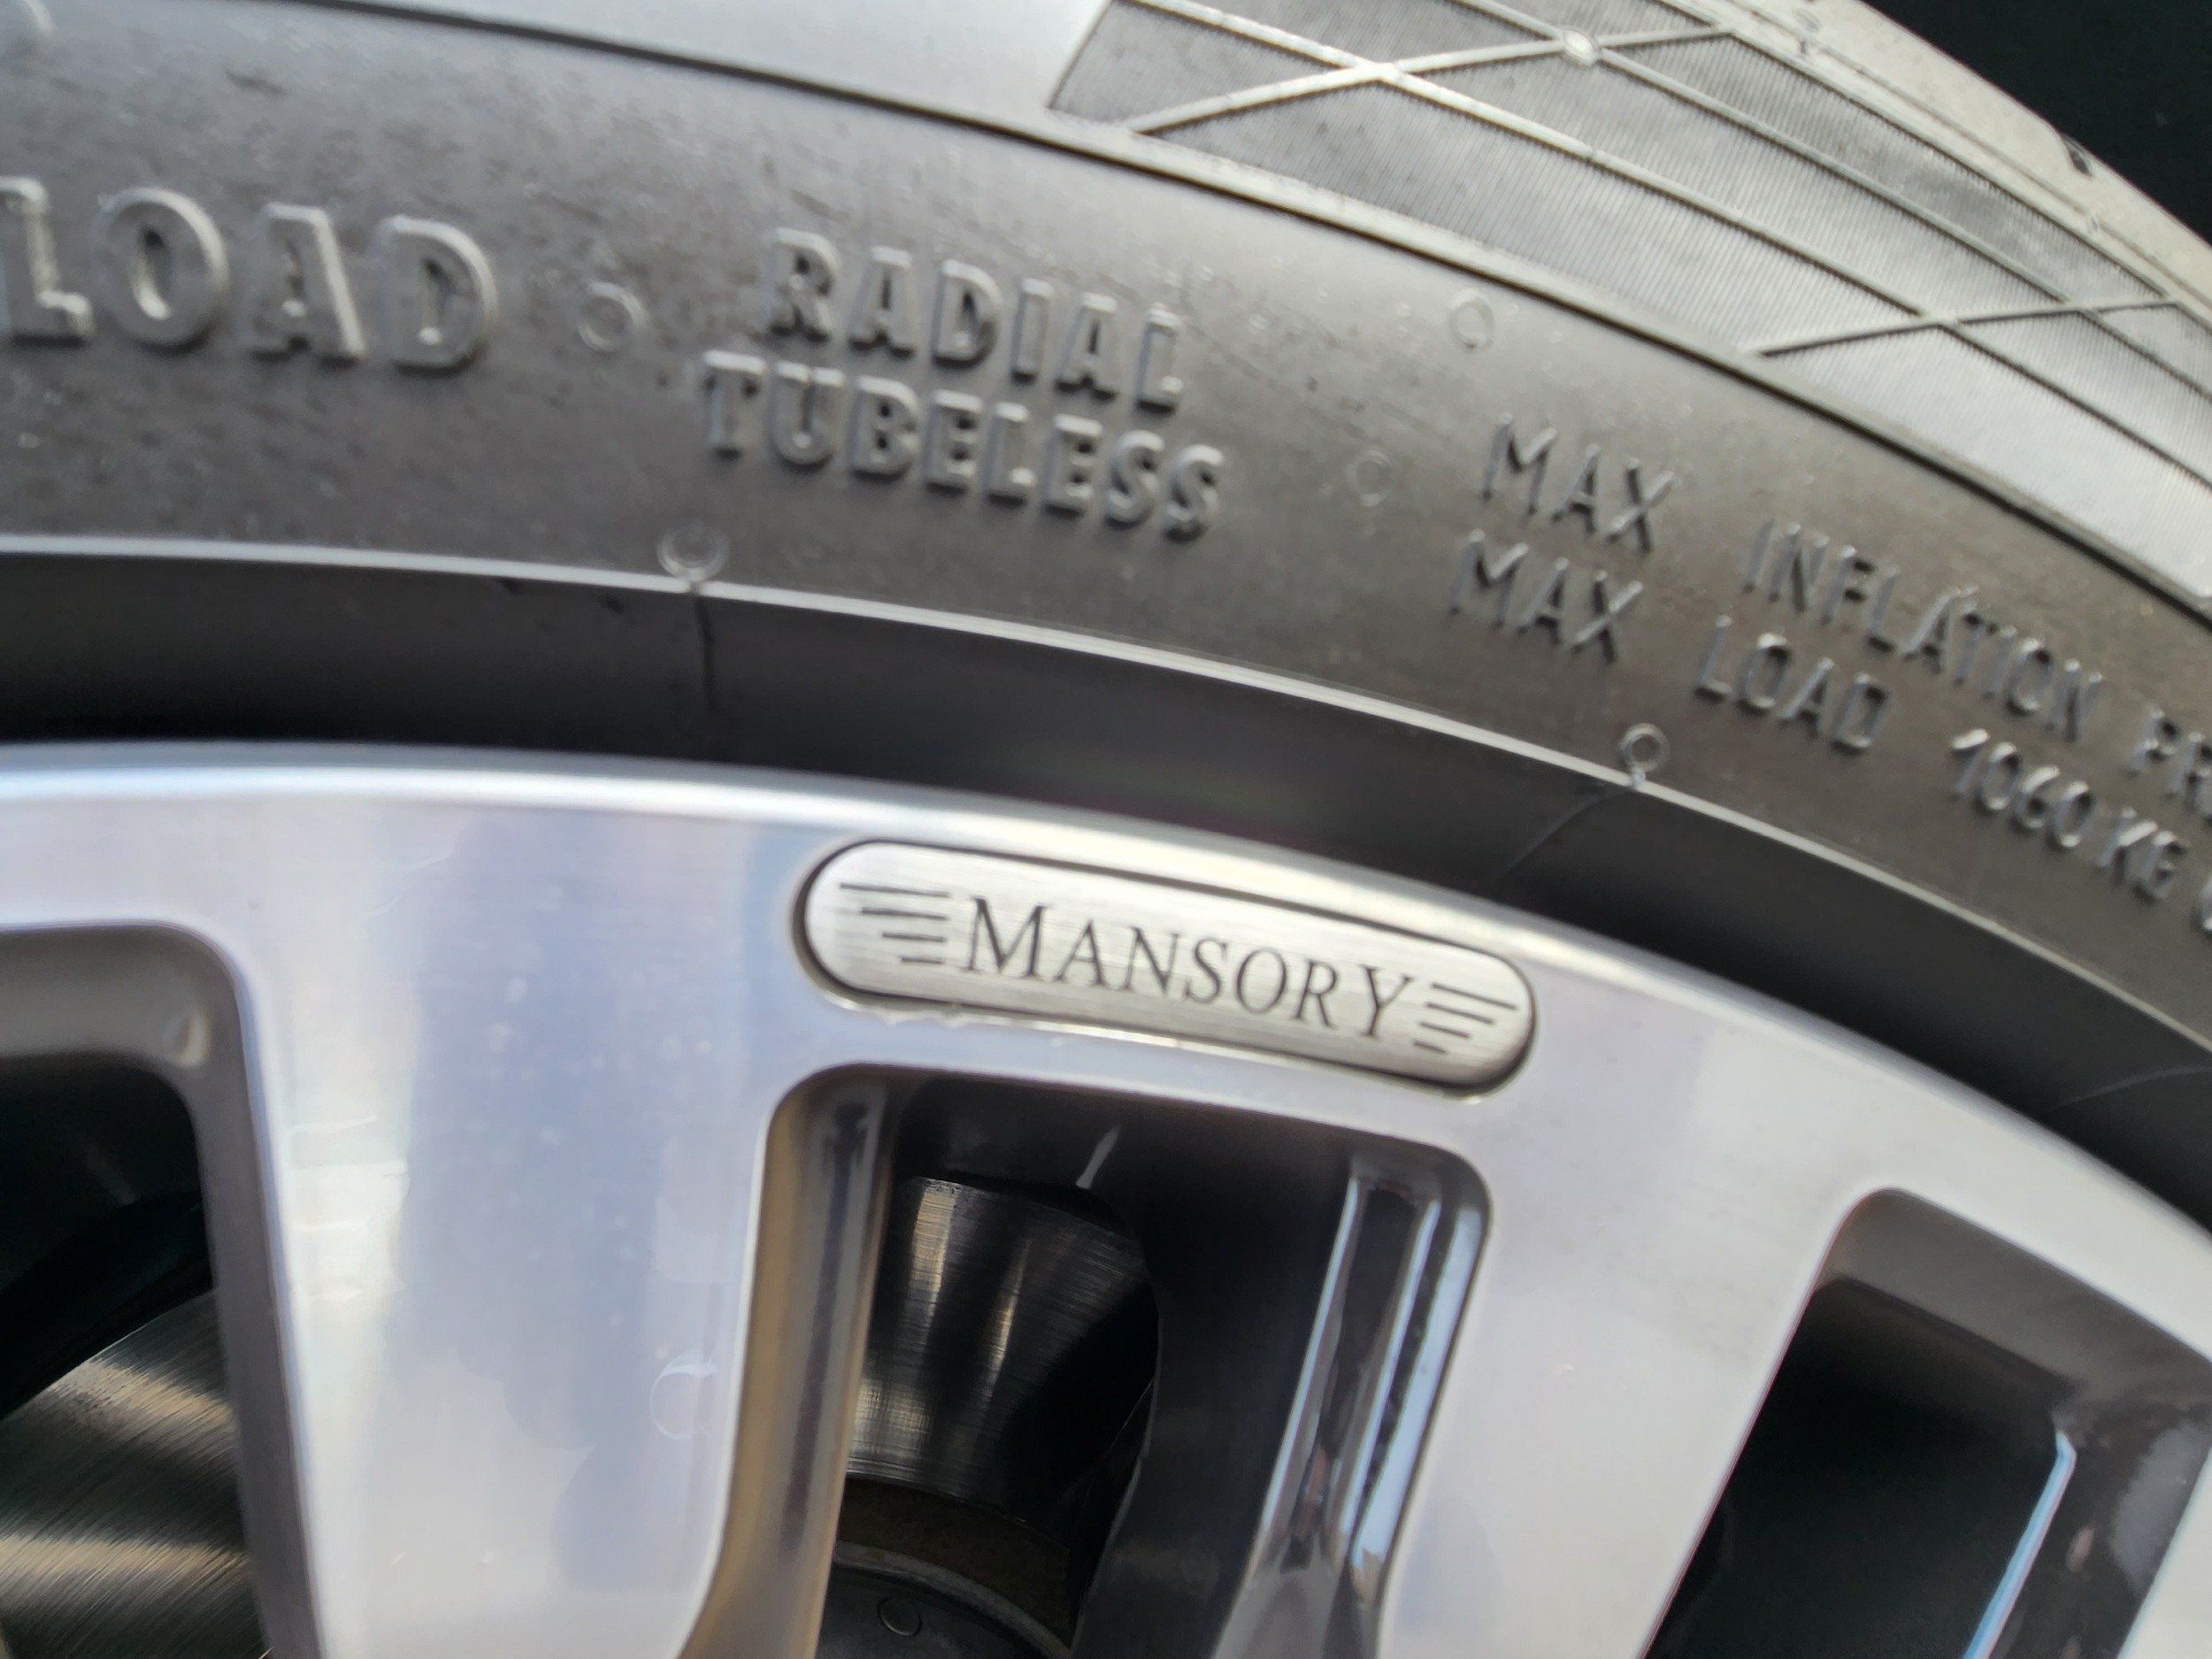 LOAD
RADIAL
TUBELESS
MAX INFLATION
MAX LOAD 1060 KG
MANSORY